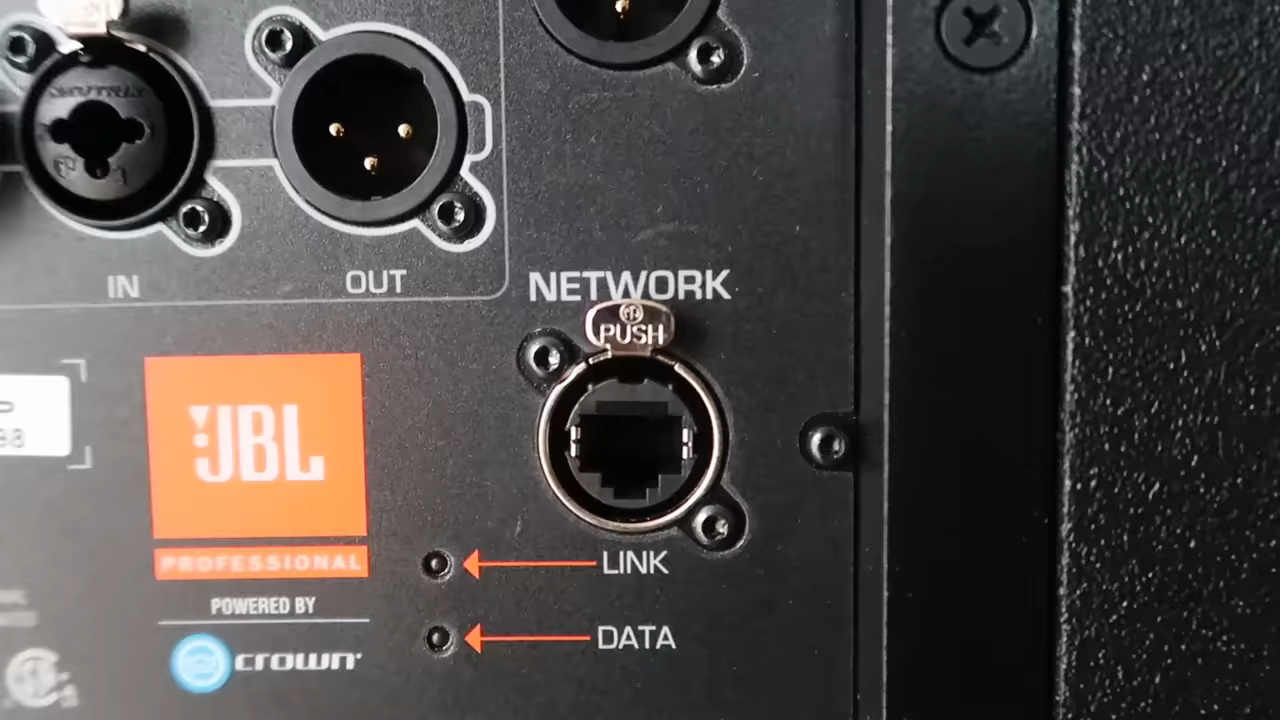 IN
OUT
NETWORK
PUSH
JBL
PROFESSIONAL
LINK
POWERED BY
DATA
crown